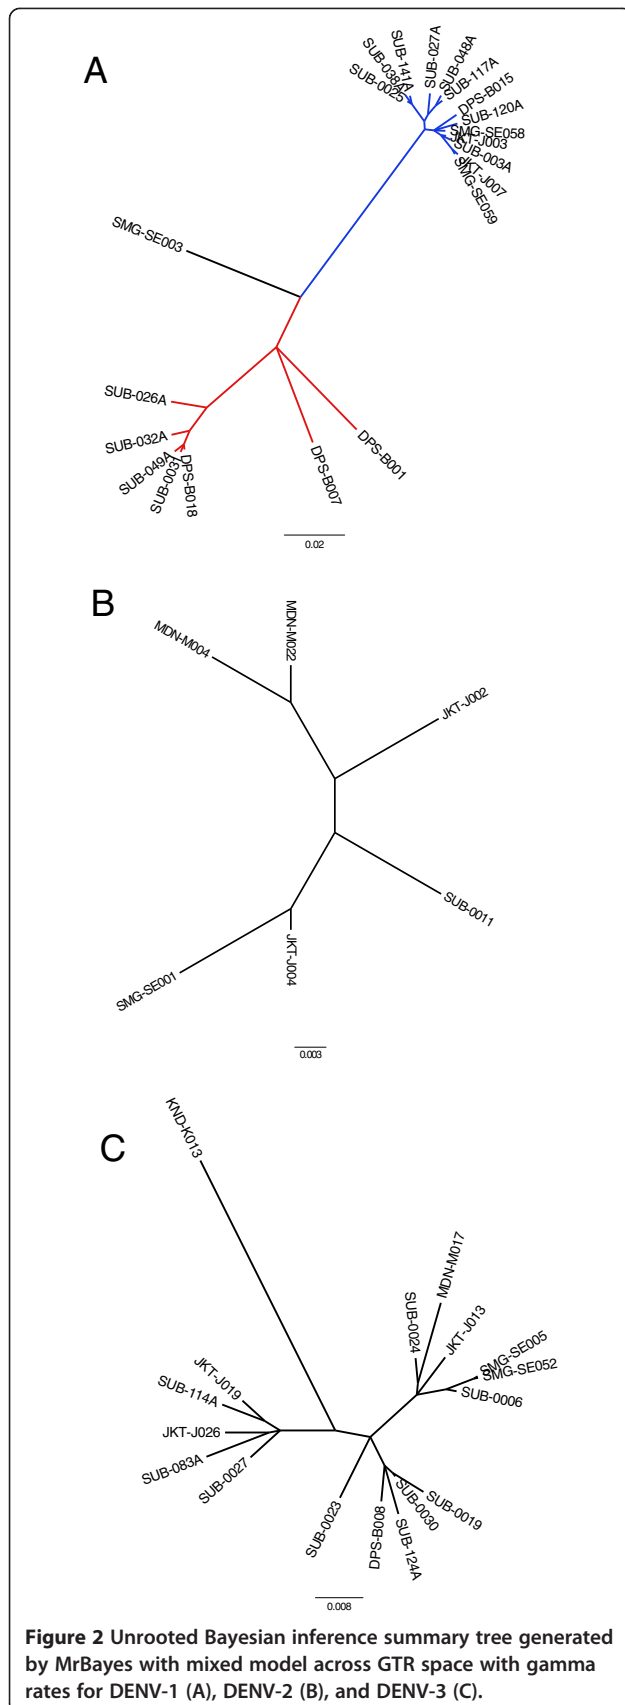 A
SUB-0025
SUB-038A
SUB-141A
SUB-027A
SUB-048A
SUB-117A
DPS-B015
SUB-120A
SMG-SE058
JKT-J003
SUB-003A
JKT-J007
SMG-SE059
SMG-SE003
SUB-026A
SUB-032A
SUB-049A
SUB-0037
DPS-B018
DPS-B007
DPS-B001
0.02
B
MDN-M004
MDN-M022
JKT-J002
SUB-0011
JKT-J004
SMG-SE001
0.003
C
KND-K013
MDN-M017
SUB-0024
JKT-J013
SMG-SE005
SMG-SE052
SUB-0006
JKT-J019
SUB-114A
JKT-J026
SUB-083A
SUB-0027
SUB-0023
DPS-B008
SUB-124A
SUB-0030
SUB-0019
0.008
Figure 2 Unrooted Bayesian inference summary tree generated
by MrBayes with mixed model across GTR space with gamma
rates for DENV-1 (A), DENV-2 (B), and DENV-3 (C).